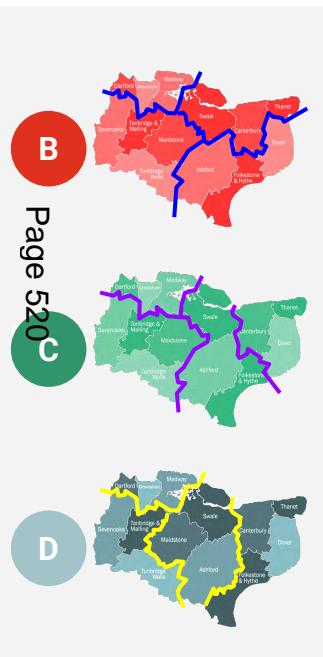 Medway
Dartford
Gravesham
Thanet
Swale
Canterbury
Tonbridge &
Malling
Sevenoaks
Maidstone
Dover
Ashford
Tunbridge
Wells
Folkestone
& Hythe
B
Page 520
Medway
Dartford
Gravesham
Thanet
Swale
Canterbury
Tonbridge &
Malling
Sevenoaks
Maidstone
Dover
Ashford
Tunbridge
Wells
Folkestone
& Hythe
C
Medway
Dartford
Gravesham
Thanet
Swale
Canterbury
Tonbridge &
Malling
Sevenoaks
Maidstone
Dover
Ashford
Tunbridge
Wells
Folkestone
& Hythe
D